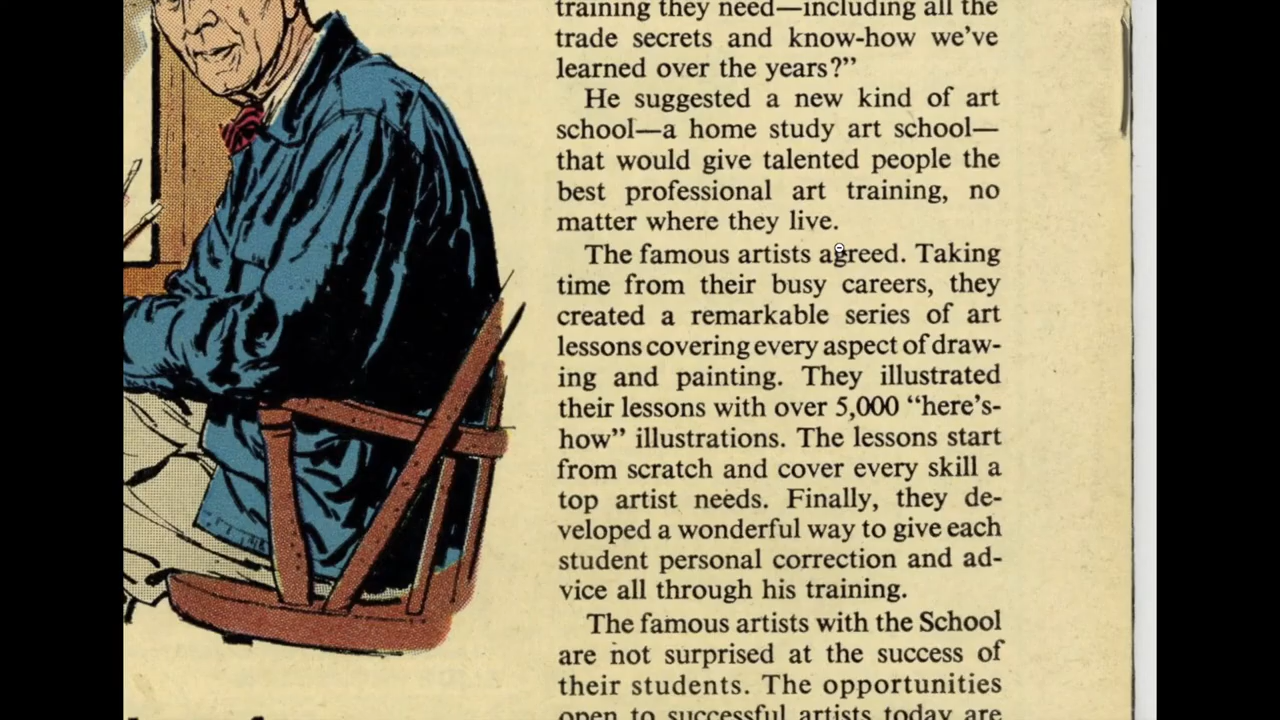 training they need—including all the
trade secrets and know-how we've
learned over the years?”
He suggested a new kind of art
school—a home study art school—
that would give talented people the
best professional art training, no
matter where they live.
The famous artists agreed. Taking
time from their busy careers, they
created a remarkable series of art
lessons covering every aspect of draw-
ing and painting. They illustrated
their lessons with over 5,000 “here's-
how” illustrations. The lessons start
from scratch and cover every skill a
top artist needs. Finally, they de-
veloped a wonderful way to give each
student personal correction and ad-
vice all through his training.
The famous artists with the School
are not surprised at the success of
their students. The opportunities
open to successful artists today are